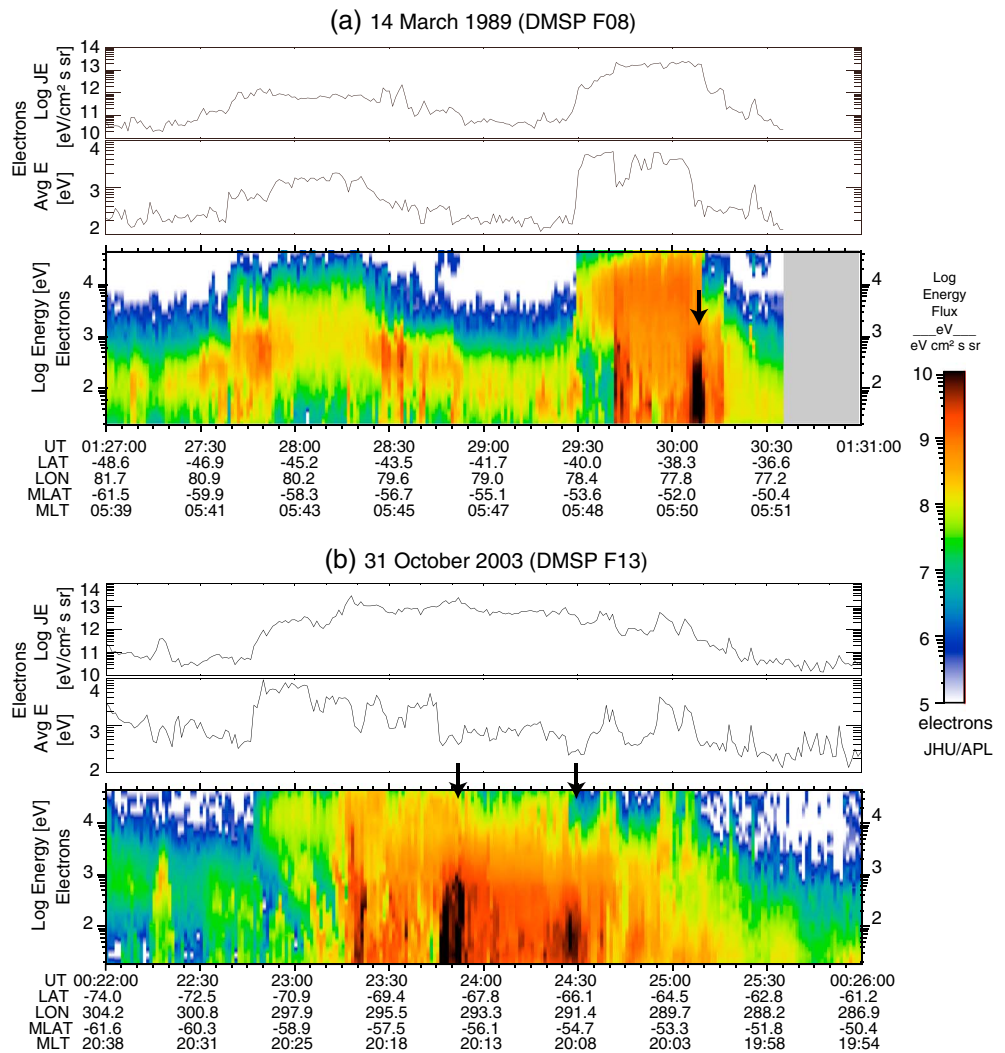 (a) 14 March 1989 (DMSP F08)
Electrons
Log JE
[eV/cm² s sr]
14
13
12
11
10
Electrons
Avg E
[eV]
4
3
2
Log Energy [eV]
Electrons
4
3
2
4
3
2
UT 01:27:00 27:30 28:00 28:30 29:00 29:30 30:00 30:30 01:31:00
LAT -48.6 -46.9 -45.2 -43.5 -41.7 -40.0 -38.3 -36.6
LON 81.7 80.9 80.2 79.6 79.0 78.4 77.8 77.2
MLAT -61.5 -59.9 -58.3 -56.7 -55.1 -53.6 -52.0 -50.4
MLT 05:39 05:41 05:43 05:45 05:47 05:48 05:50 05:51
Log
Energy
Flux
eV
eV cm² s sr
10
9
8
7
6
5
electrons
JHU/APL
(b) 31 October 2003 (DMSP F13)
Electrons
Log JE
[eV/cm² s sr]
14
13
12
11
10
Electrons
Avg E
[eV]
4
3
2
Log Energy [eV]
Electrons
4
3
2
4
3
2
UT 00:22:00 22:30 23:00 23:30 24:00 24:30 25:00 25:30 00:26:00
LAT -74.0 -72.5 -70.9 -69.4 -67.8 -66.1 -64.5 -62.8 -61.2
LON 304.2 300.8 297.9 295.5 293.3 291.4 289.7 288.2 286.9
MLAT -61.6 -60.3 -58.9 -57.5 -56.1 -54.7 -53.3 -51.8 -50.4
MLT 20:38 20:31 20:25 20:18 20:13 20:08 20:03 19:58 19:54